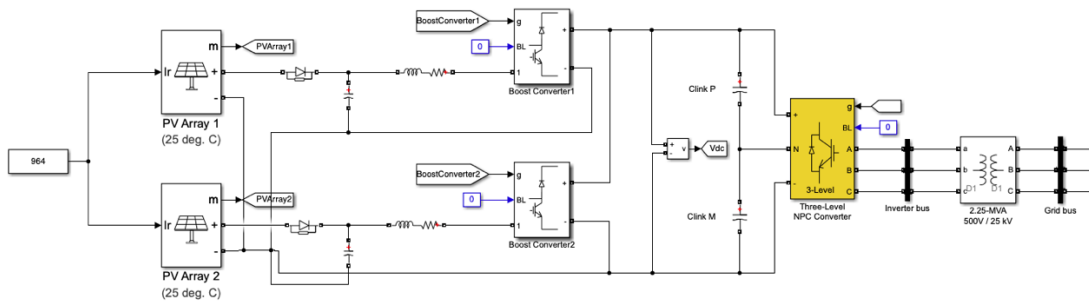 BoostConverter1
g
+
0
BL
-
1
Boost Converter1
m
PVArray1
Ir
+
-
PV Array 1
(25 deg. C)
964
Clink P
+
-
v
Vdc
+
g
BL
0
N
A
B
C
-
3-Level
Three-Level
NPC Converter
Inverter bus
a
b
c
A
B
C
D1
D1
2.25-MVA
500V / 25 kV
Grid bus
BoostConverter2
g
+
0
BL
-
1
Boost Converter2
m
PVArray2
Ir
+
-
PV Array 2
(25 deg. C)
Clink M